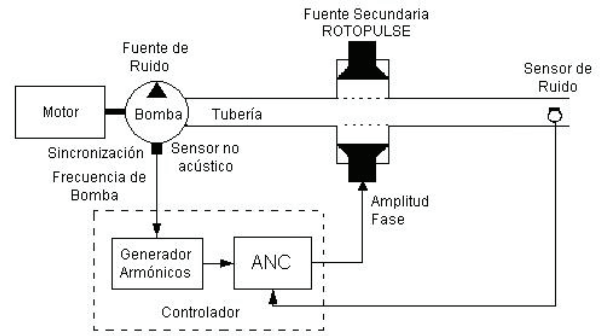 Fuente Secundaria
ROTOPULSE
Fuente de
Ruido
Sensor de
Ruido
Motor
Bomba
Tubería
Sincronización
Sensor no
acústico
Frecuencia de
Bomba
Amplitud
Fase
Generador
Armónicos
ANC
Controlador